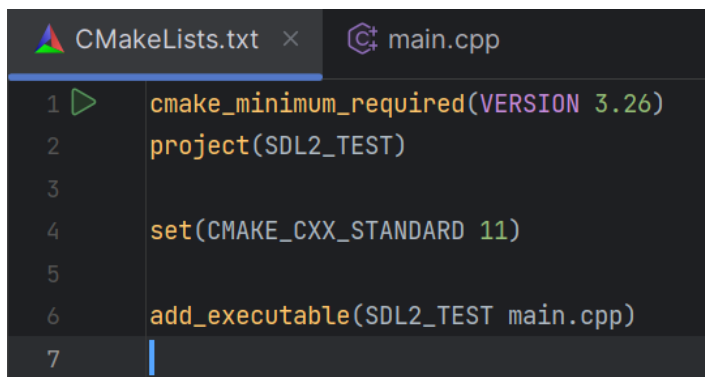 CMakeLists.txt × main.cpp
1 cmake_minimum_required(VERSION 3.26)
2 project(SDL2_TEST)
3
4 set(CMAKE_CXX_STANDARD 11)
5
6 add_executable(SDL2_TEST main.cpp)
7